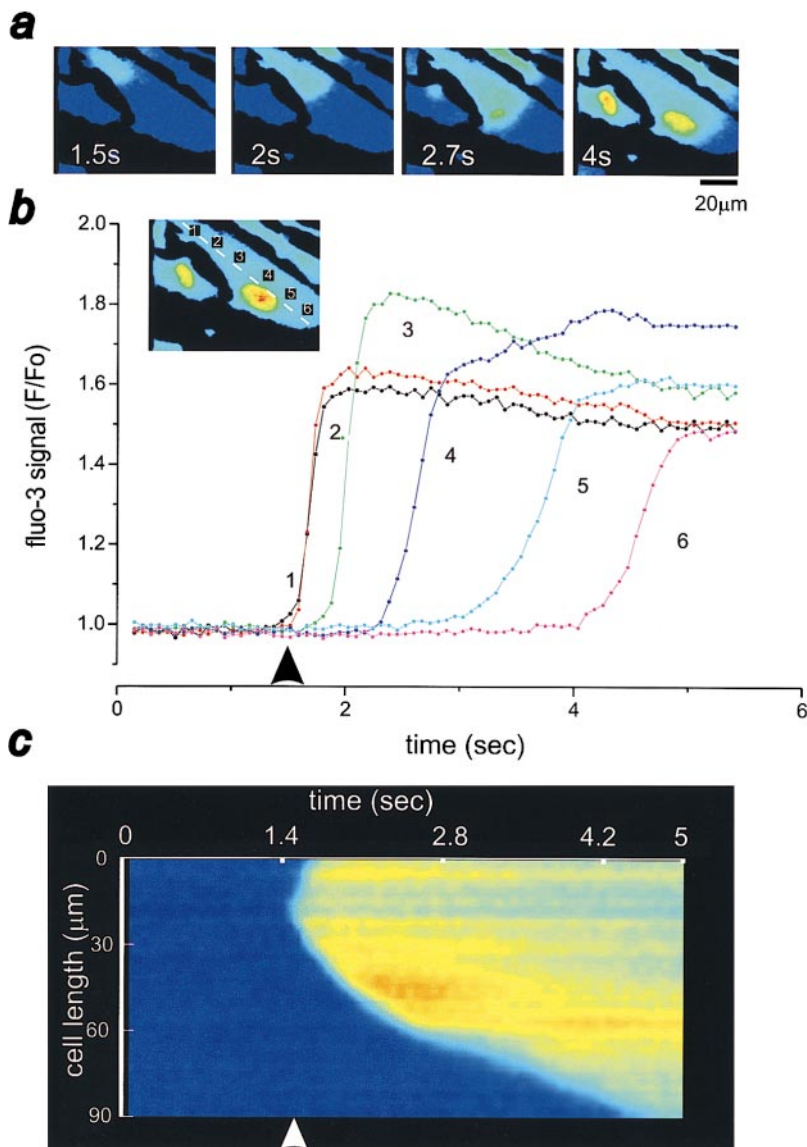 a
1.5s 2s 2.7s 4s
20μm
b
2.0
1.8
1.6
1.4
1.2
1.0
fluo-3 signal (F/Fo)
1 2 3 4 5 6
1
2
3
4
5
6
0 2 4 6
time (sec)
c
time (sec)
0 1.4 2.8 4.2 5
0
30
60
90
cell length (μm)